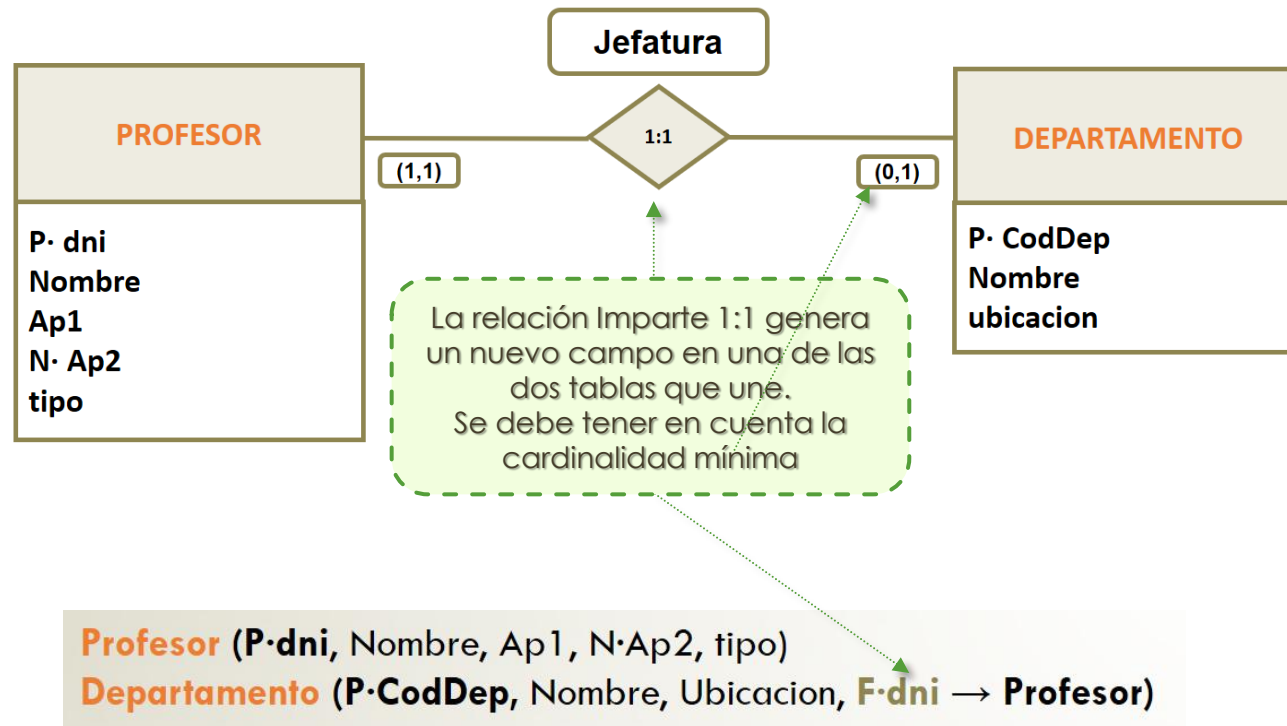 Jefatura
PROFESOR
1:1
DEPARTAMENTO
(1,1)
(0,1)
P· dni
Nombre
Ap1
N· Ap2
tipo
P· CodDep
Nombre
ubicacion
La relación Imparte 1:1 genera
un nuevo campo en una de las
dos tablas que une.
Se debe tener en cuenta la
cardinalidad mínima
Profesor (P·dni, Nombre, Ap1, N·Ap2, tipo)
Departamento (P·CodDep, Nombre, Ubicacion, F·dni → Profesor)